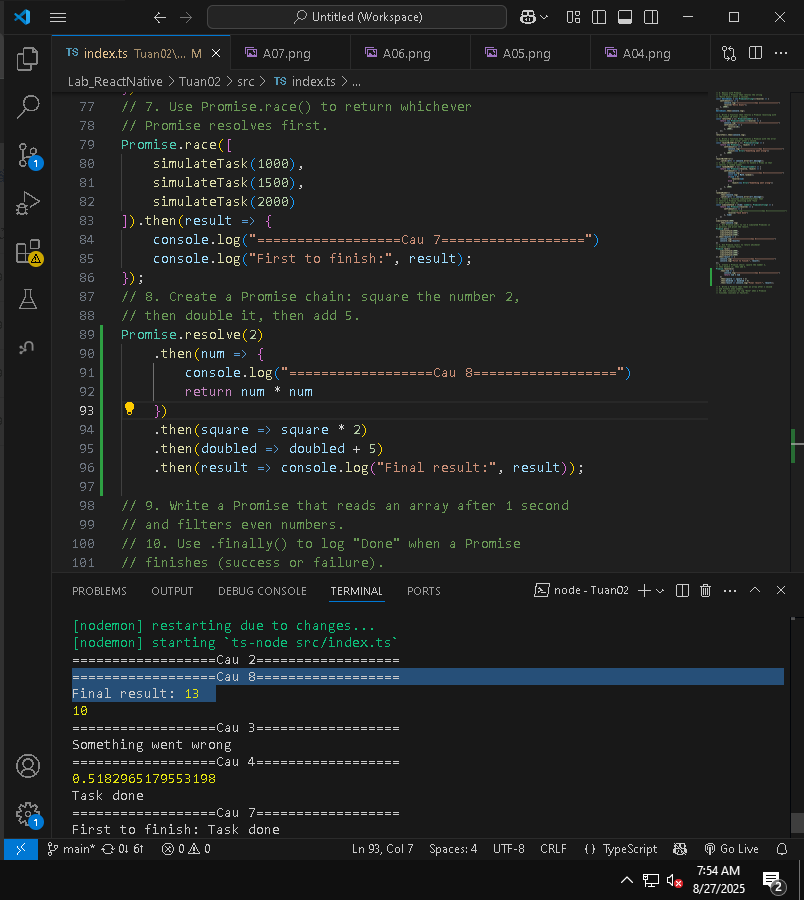 Untitled (Workspace)
TS index.ts Tuan02\... M
A07.png
A06.png
A05.png
A04.png
Lab_ReactNative > Tuan02 > src > TS index.ts > ...
77 // 7. Use Promise.race() to return whichever
78 // Promise resolves first.
79 Promise.race([
80 simulateTask(1000),
81 simulateTask(1500),
82 simulateTask(2000)
83 ]).then(result => {
84 console.log("==================Cau 7==================")
85 console.log("First to finish:", result);
86 });
87 // 8. Create a Promise chain: square the number 2,
88 // then double it, then add 5.
89 Promise.resolve(2)
90 .then(num => {
91 console.log("==================Cau 8==================")
92 return num * num
93 })
94 .then(square => square * 2)
95 .then(doubled => doubled + 5)
96 .then(result => console.log("Final result:", result));
97
98 // 9. Write a Promise that reads an array after 1 second
99 // and filters even numbers.
100 // 10. Use .finally() to log "Done" when a Promise
101 // finishes (success or failure).
PROBLEMS OUTPUT DEBUG CONSOLE TERMINAL PORTS
node - Tuan02
[nodemon] restarting due to changes...
[nodemon] starting `ts-node src/index.ts`
==================Cau 2==================
==================Cau 8==================
Final result: 13
10
==================Cau 3==================
Something went wrong
==================Cau 4==================
0.5182965179553198
Task done
==================Cau 7==================
First to finish: Task done
1
1
main* 0↓ 6↑ 0 0
Ln 93, Col 7 Spaces: 4 UTF-8 CRLF {} TypeScript Go Live
7:54 AM
8/27/2025
2